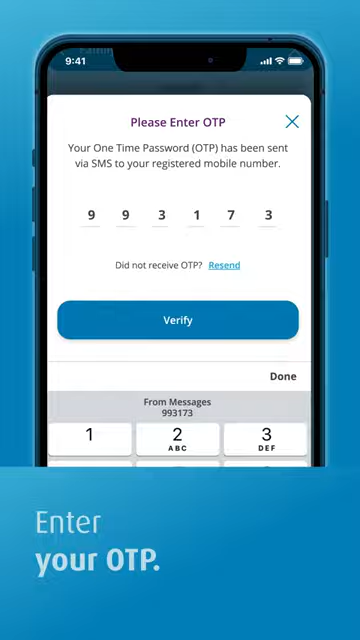 9:41
Please Enter OTP
Your One Time Password (OTP) has been sent
via SMS to your registered mobile number.
9 9 3 1 7 3
Did not receive OTP? Resend
Verify
Done
From Messages
993173
1 2 3
ABC DEF
Enter
your OTP.